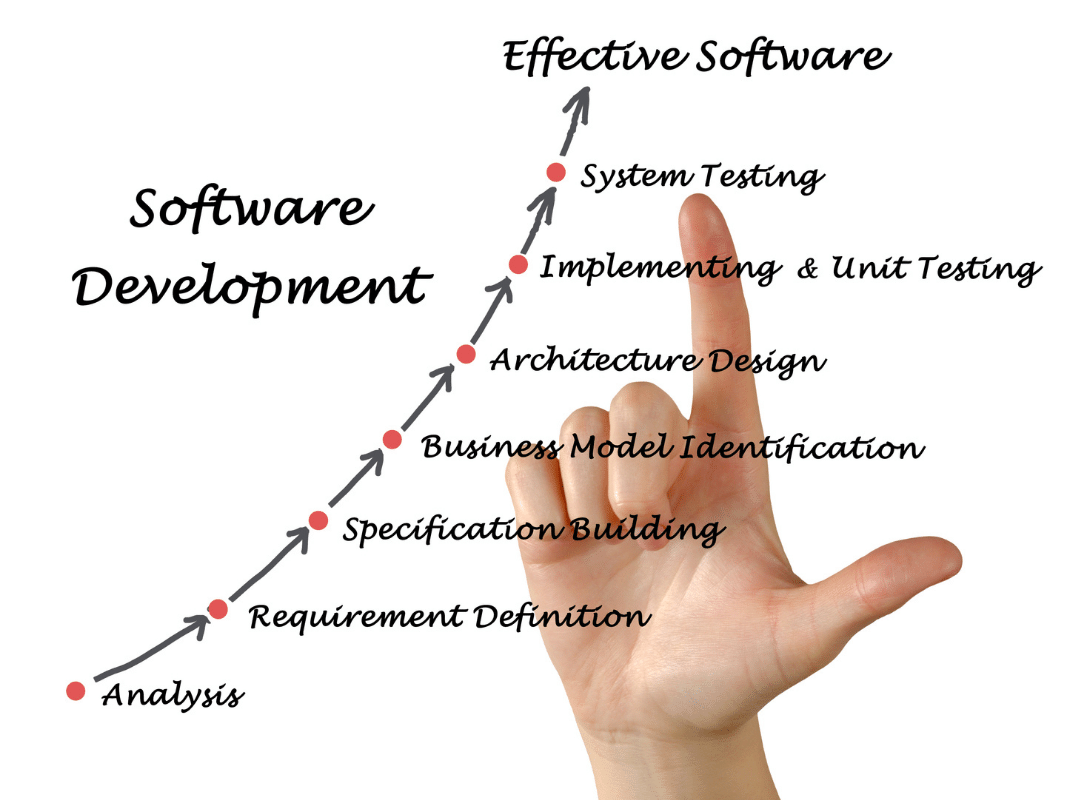 Effective Software
System Testing
Software
Development
Implementing & Unit Testing
Architecture Design
Business Model Identification
Specification Building
Requirement Definition
Analysis